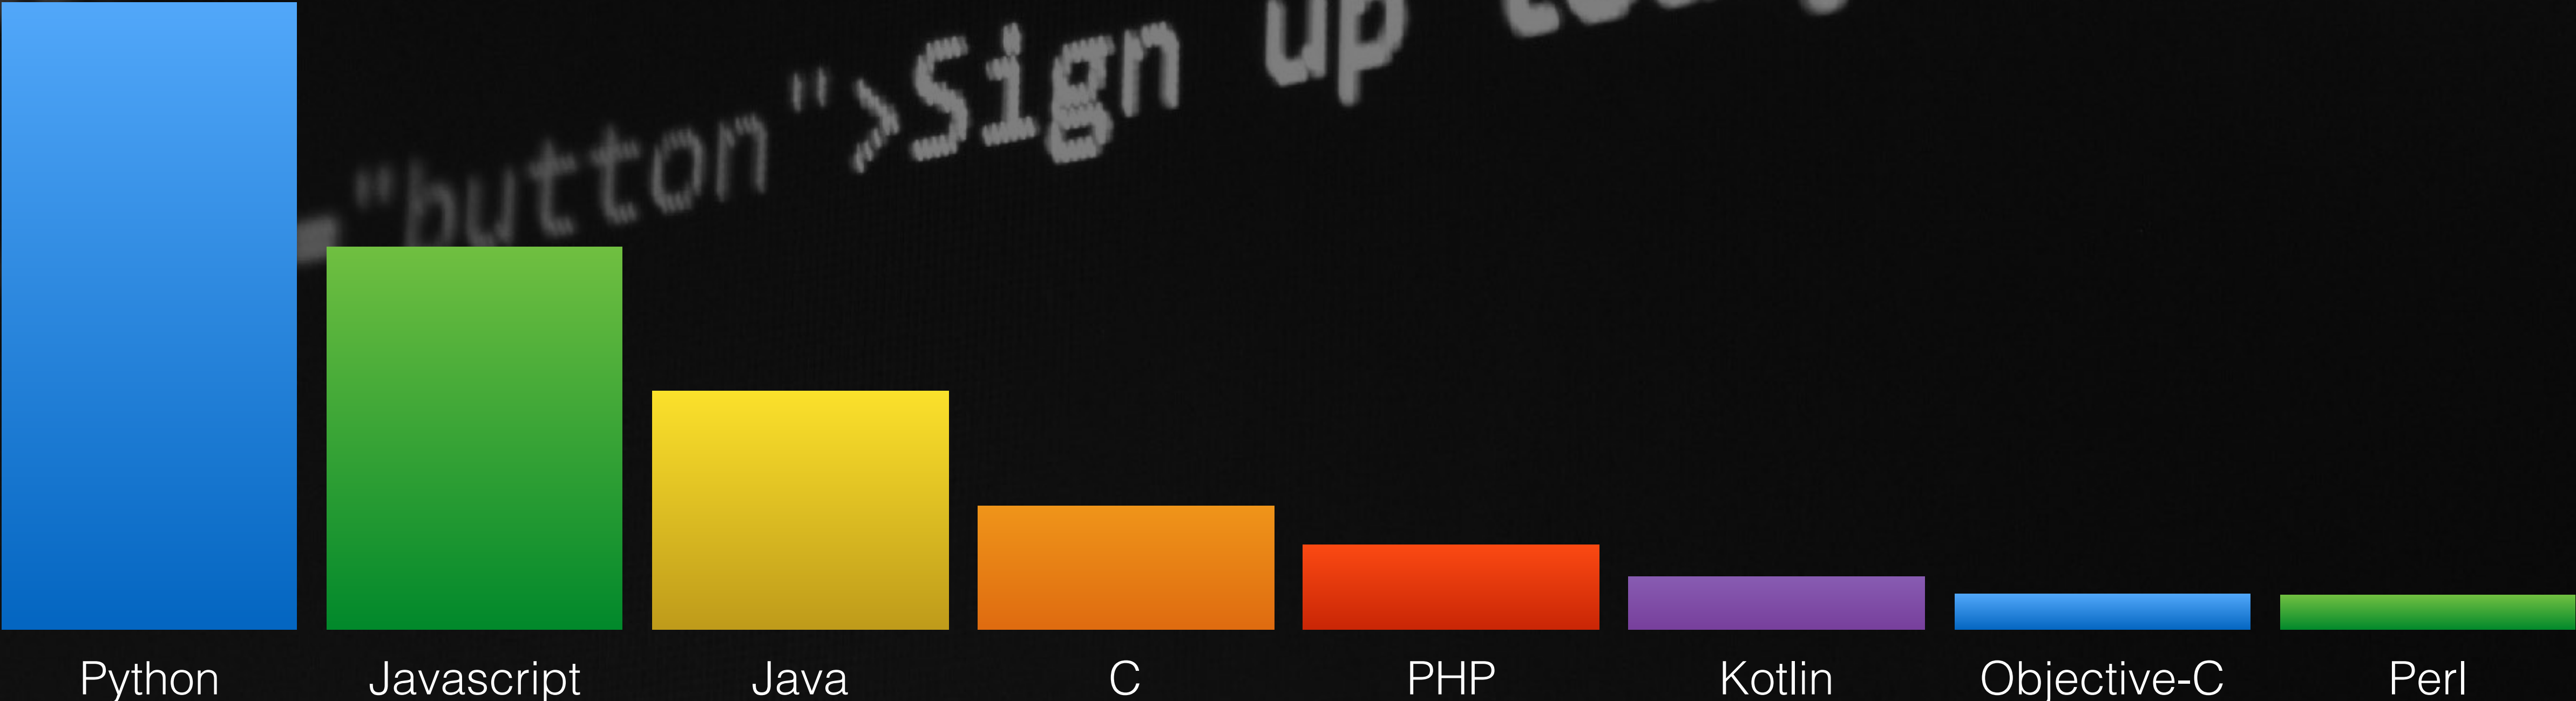 ="button">Sign up
Python Javascript Java C PHP Kotlin Objective-C Perl